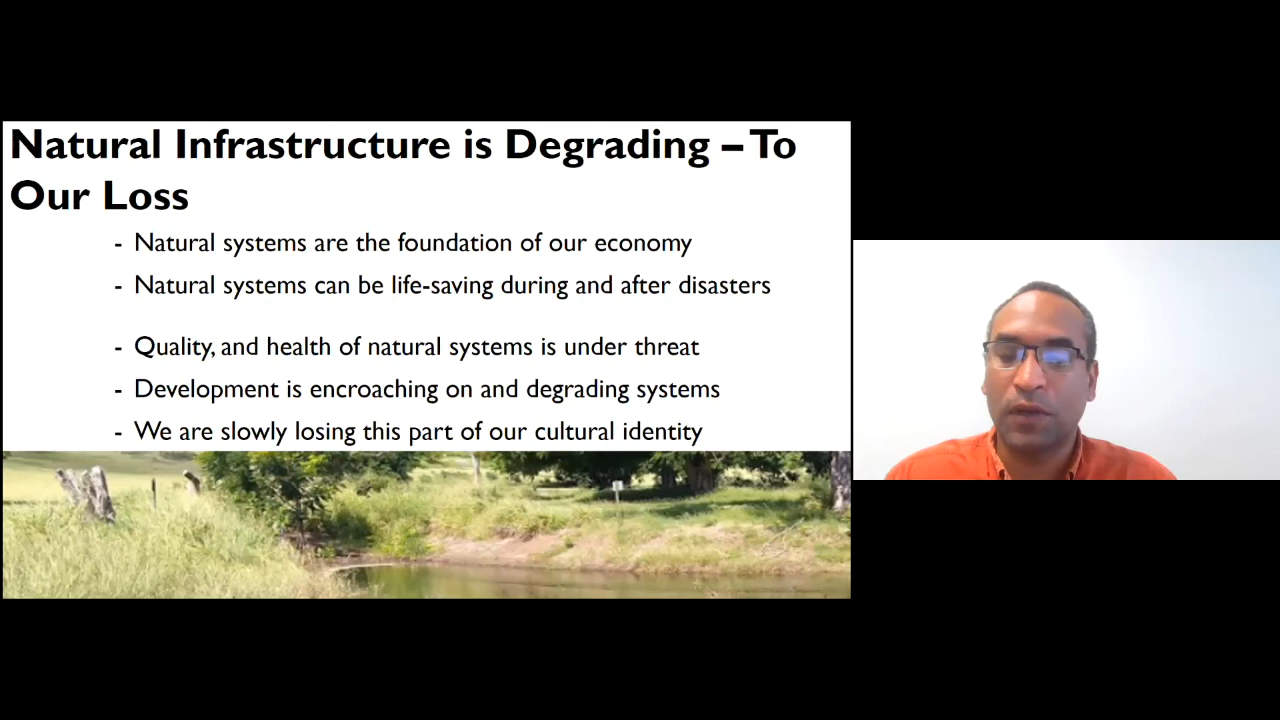 Natural Infrastructure is Degrading – To
Our Loss
- Natural systems are the foundation of our economy
- Natural systems can be life-saving during and after disasters
- Quality, and health of natural systems is under threat
- Development is encroaching on and degrading systems
- We are slowly losing this part of our cultural identity